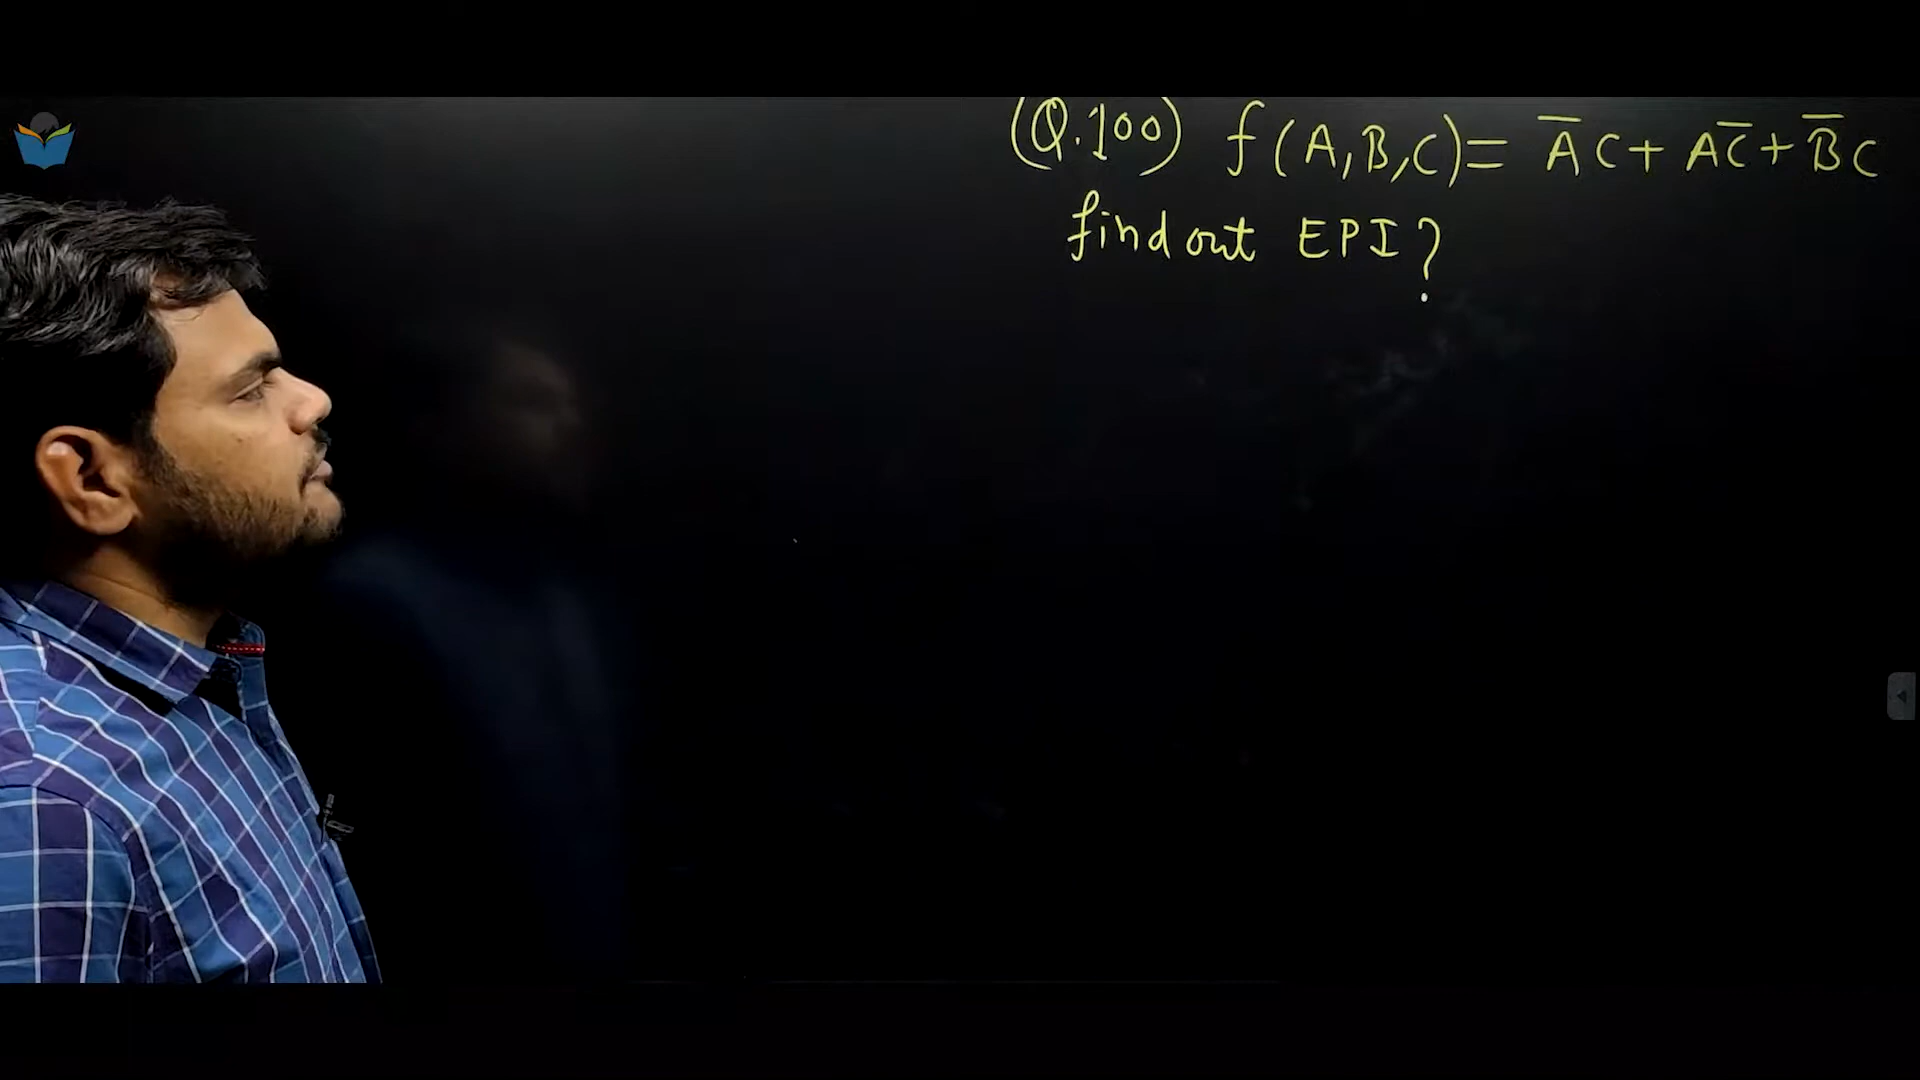 (Q.100) f(A,B,C)= A̅C+AC̅+B̅C
find out EPI?